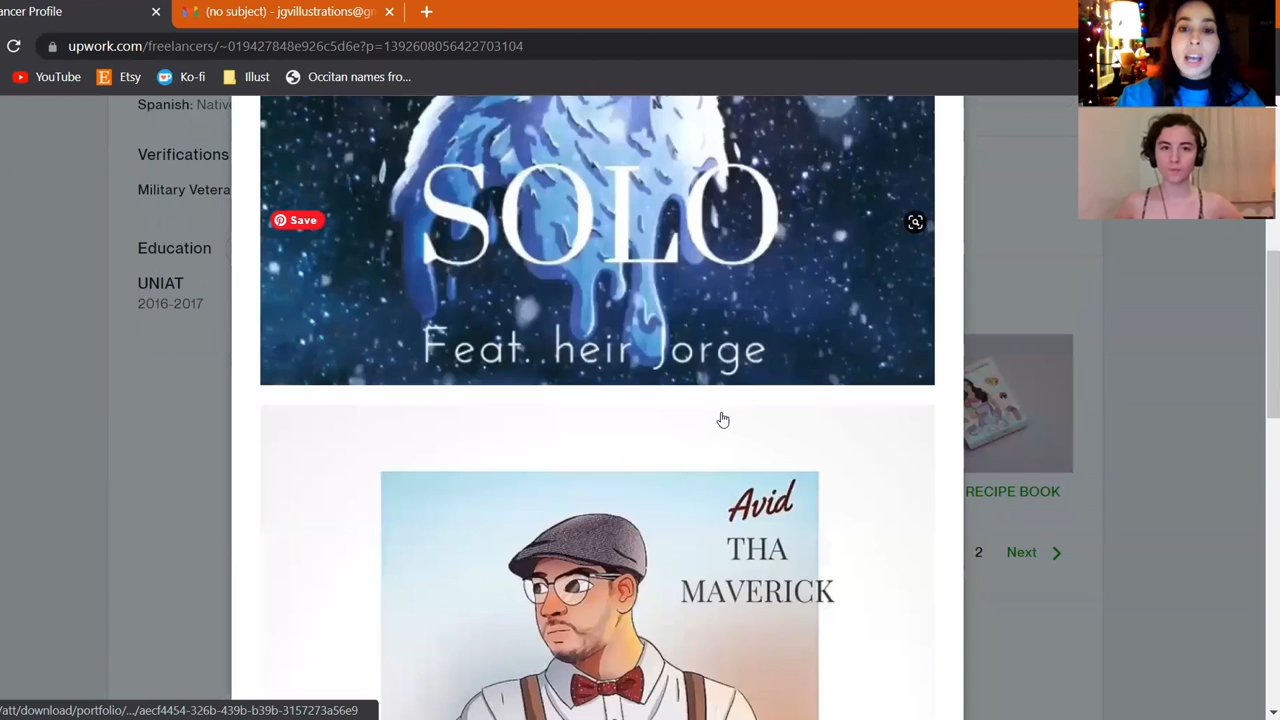 ancer Profile
(no subject) - jgvillustrations@gr
upwork.com/freelancers/~019427848e926c5d6e?p=1392608056422703104
YouTube
Etsy
Ko-fi
Illust
Occitan names fro...
Spanish: Native
Verifications
Military Vetera
Education
UNIAT
2016-2017
Save
SOLO
Feat. heir Jorge
Avid
THA
MAVERICK
RECIPE BOOK
2 Next
/att/download/portfolio/.../aecf4454-326b-439b-b39b-3157273a56e9